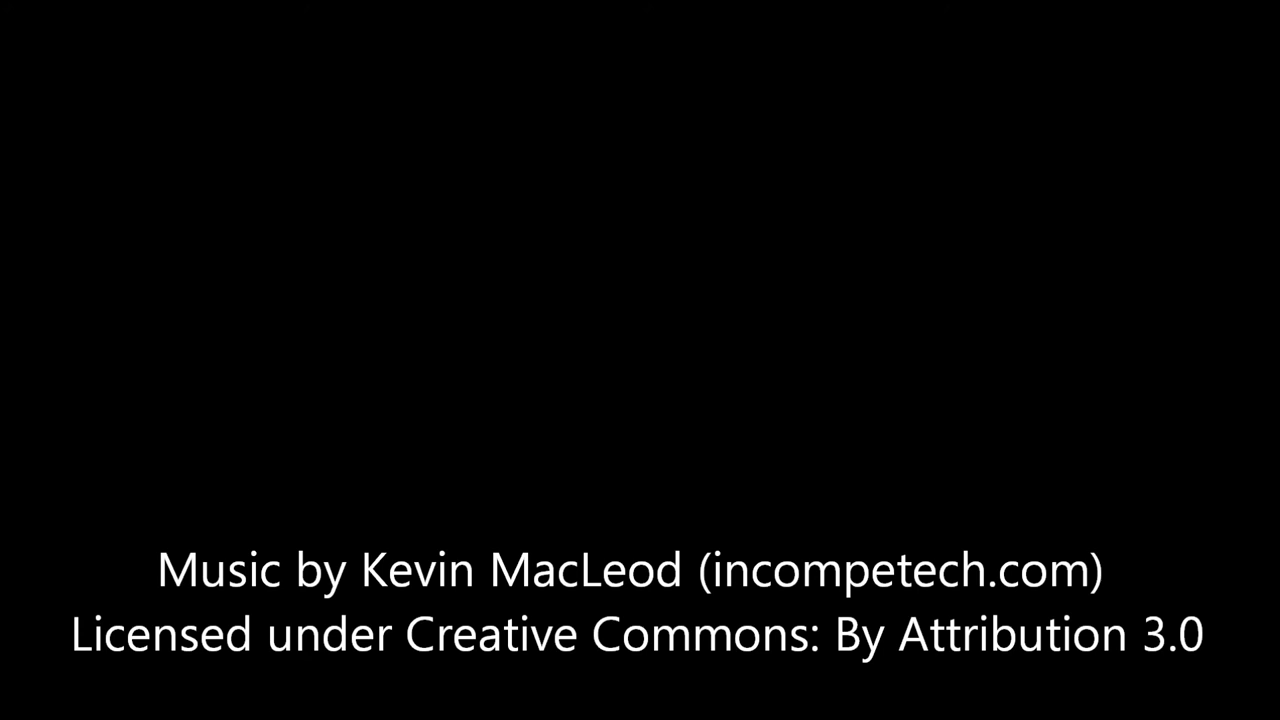 Music by Kevin MacLeod (incompetech.com)
Licensed under Creative Commons: By Attribution 3.0